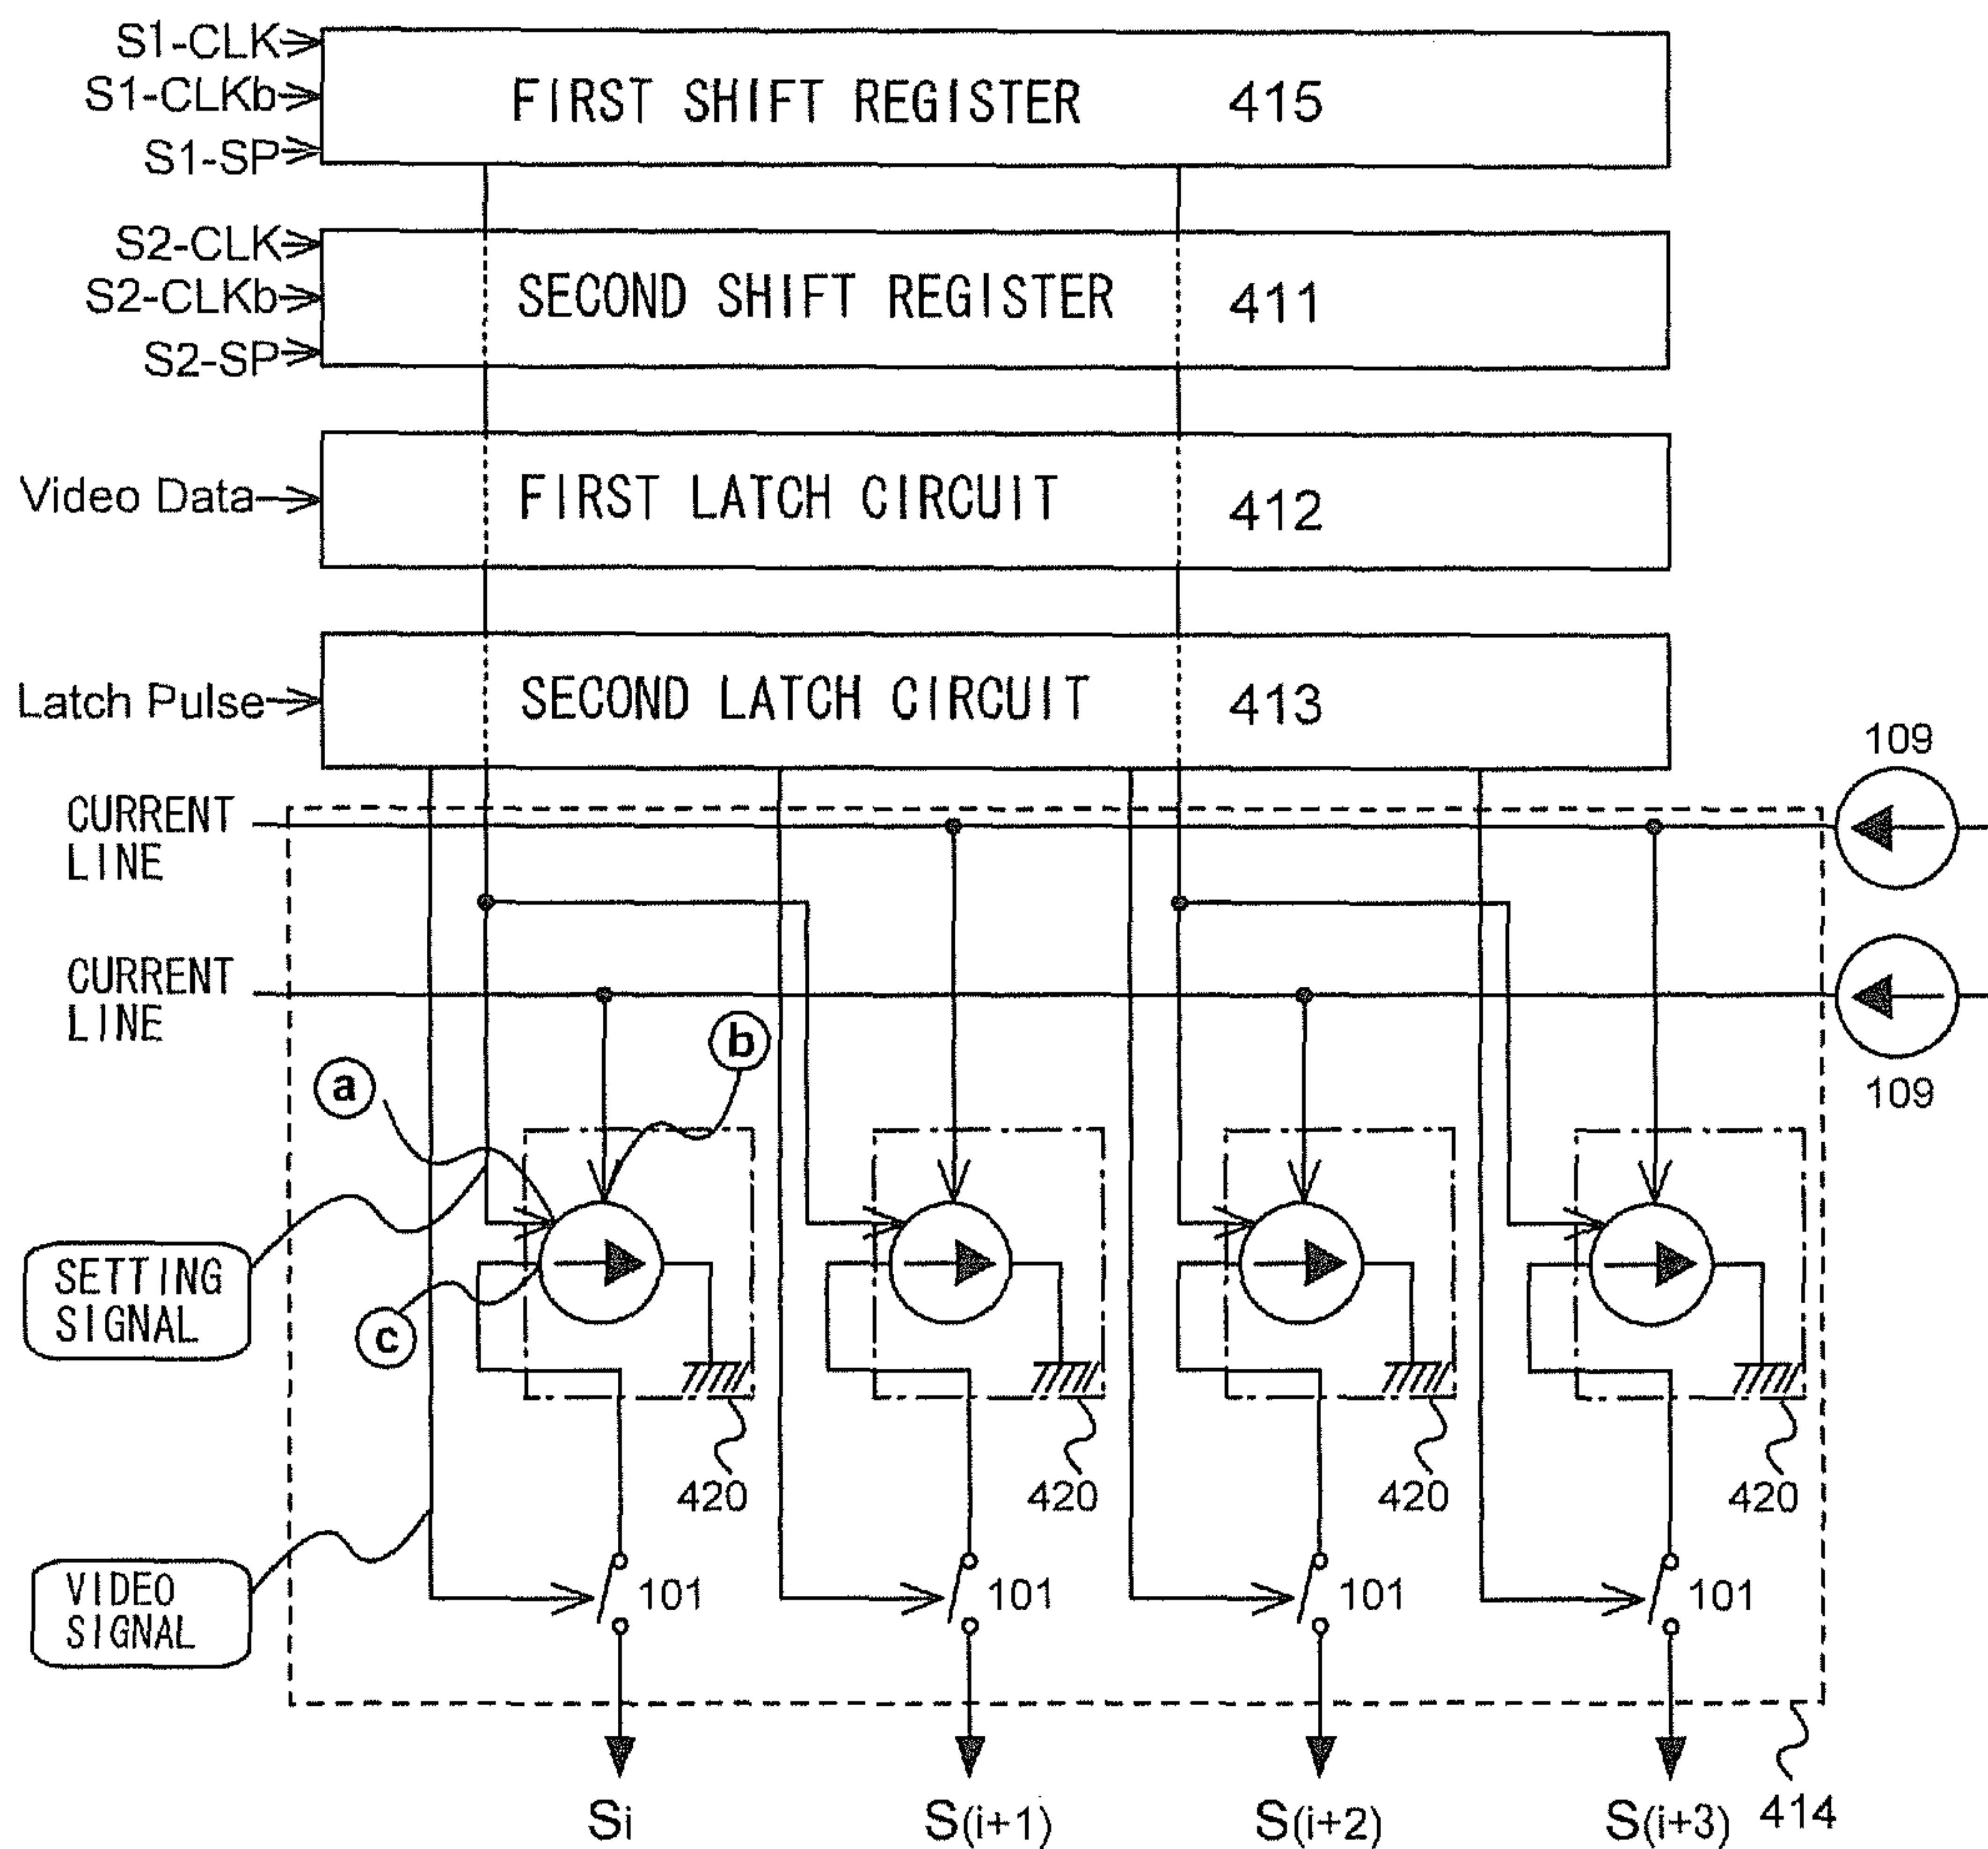 S1-CLK
S1-CLKb
S1-SP
FIRST SHIFT REGISTER 415
S2-CLK
S2-CLKb
S2-SP
SECOND SHIFT REGISTER 411
Video Data
FIRST LATCH CIRCUIT 412
Latch Pulse
SECOND LATCH CIRCUIT 413
109
CURRENT
LINE
CURRENT
LINE
109
a
b
c
SETTING
SIGNAL
420 420 420 420
VIDEO
SIGNAL
101 101 101 101
Si S(i+1) S(i+2) S(i+3) 414